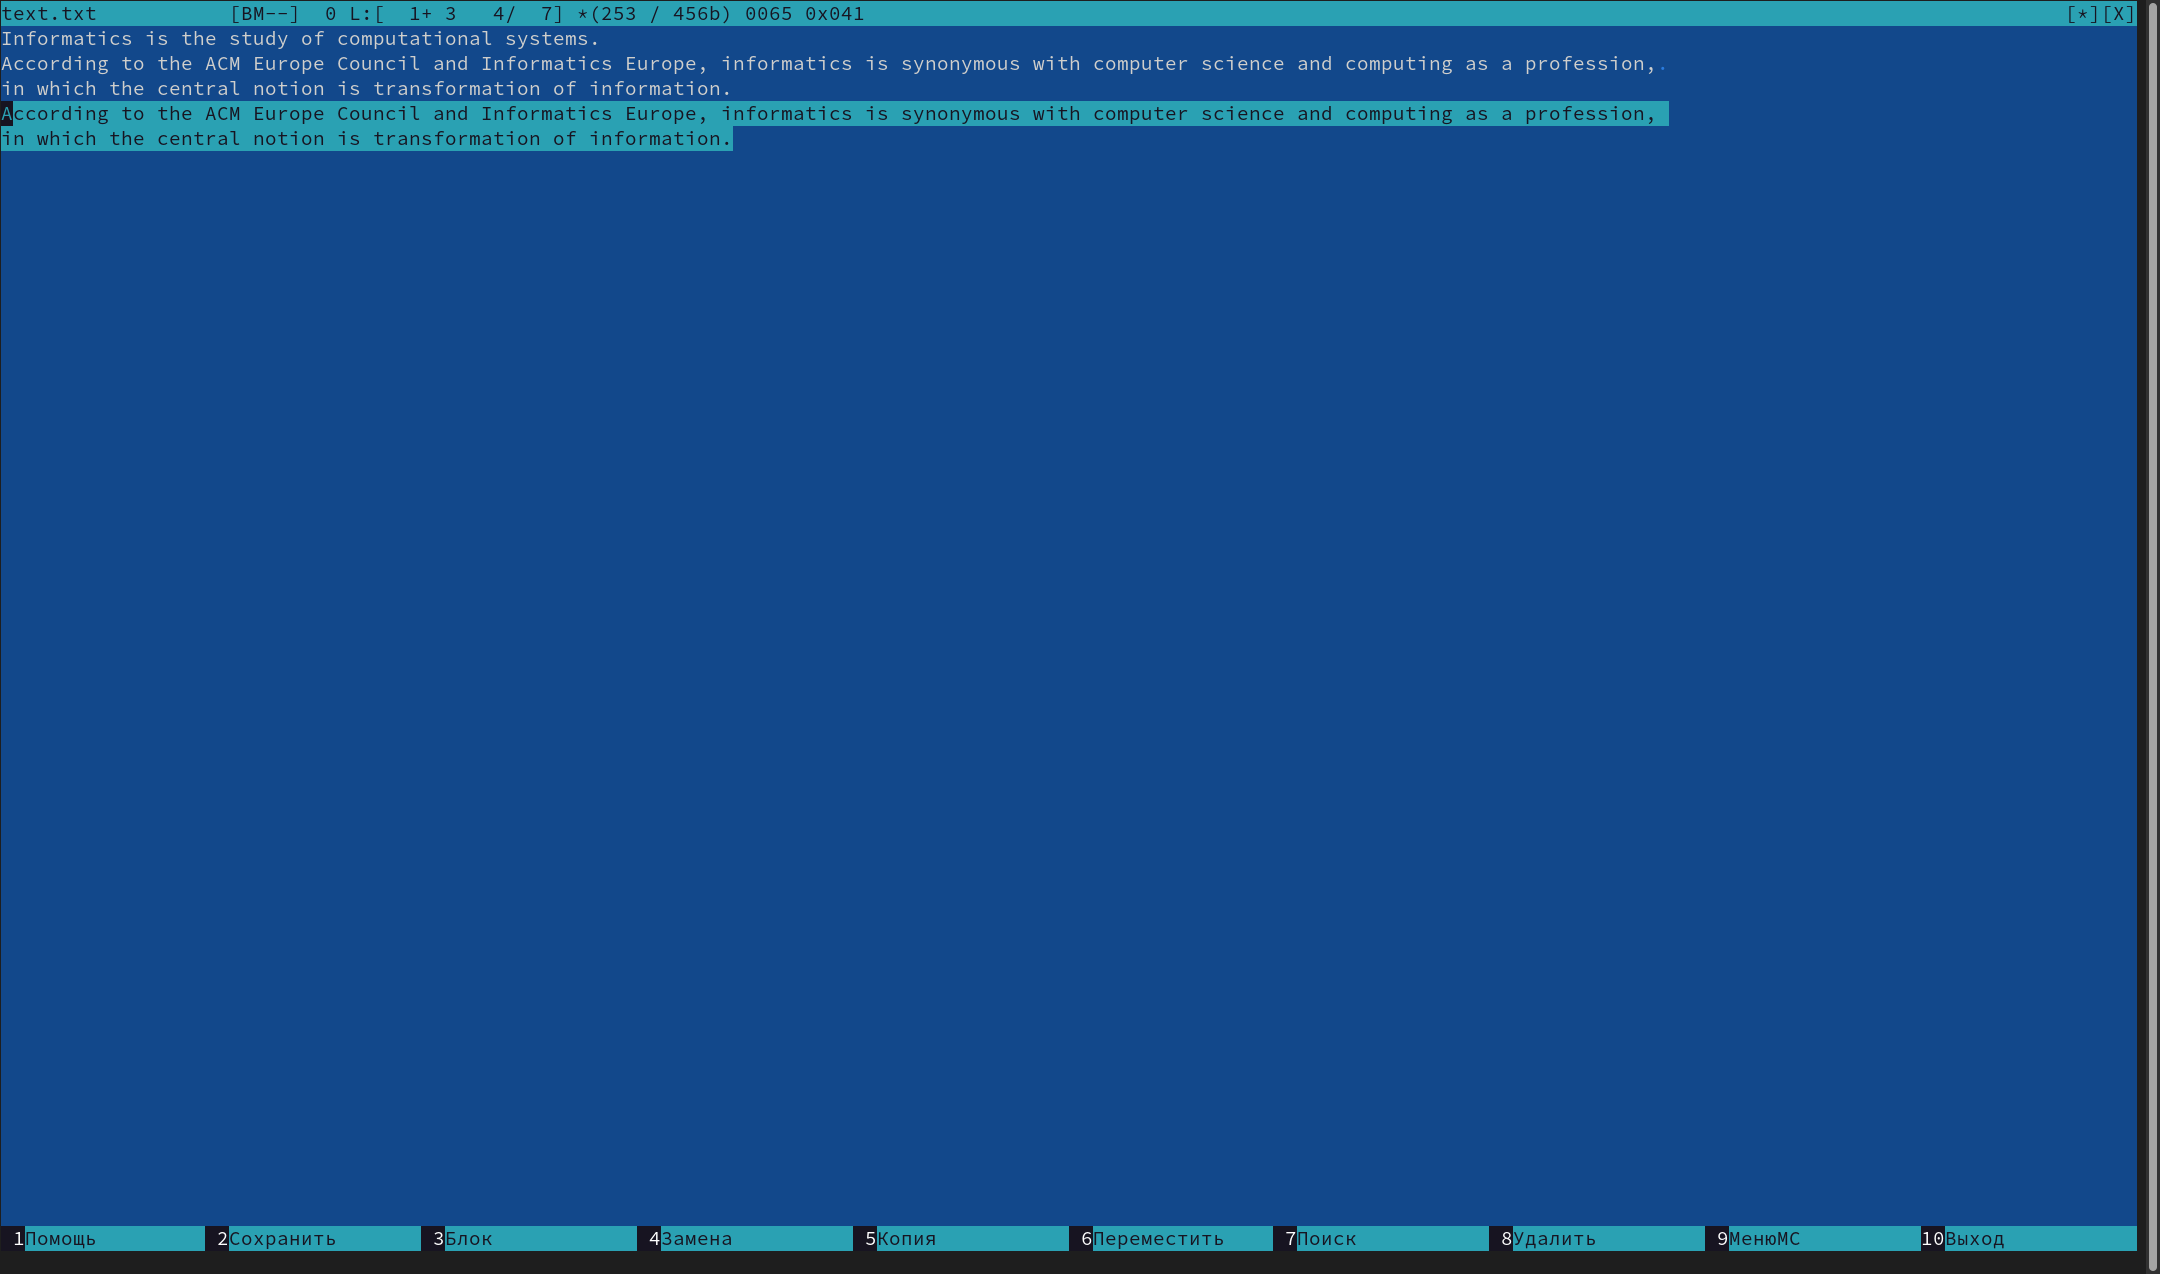 text.txt [BM--] 0 L:[ 1+ 3 4/ 7] *(253 / 456b) 0065 0x041 [*][X]
Informatics is the study of computational systems.
According to the ACM Europe Council and Informatics Europe, informatics is synonymous with computer science and computing as a profession,.
in which the central notion is transformation of information.
According to the ACM Europe Council and Informatics Europe, informatics is synonymous with computer science and computing as a profession,
in which the central notion is transformation of information.
1Помощь 2Сохранить 3Блок 4Замена 5Копия 6Переместить 7Поиск 8Удалить 9МенюMC 10Выход